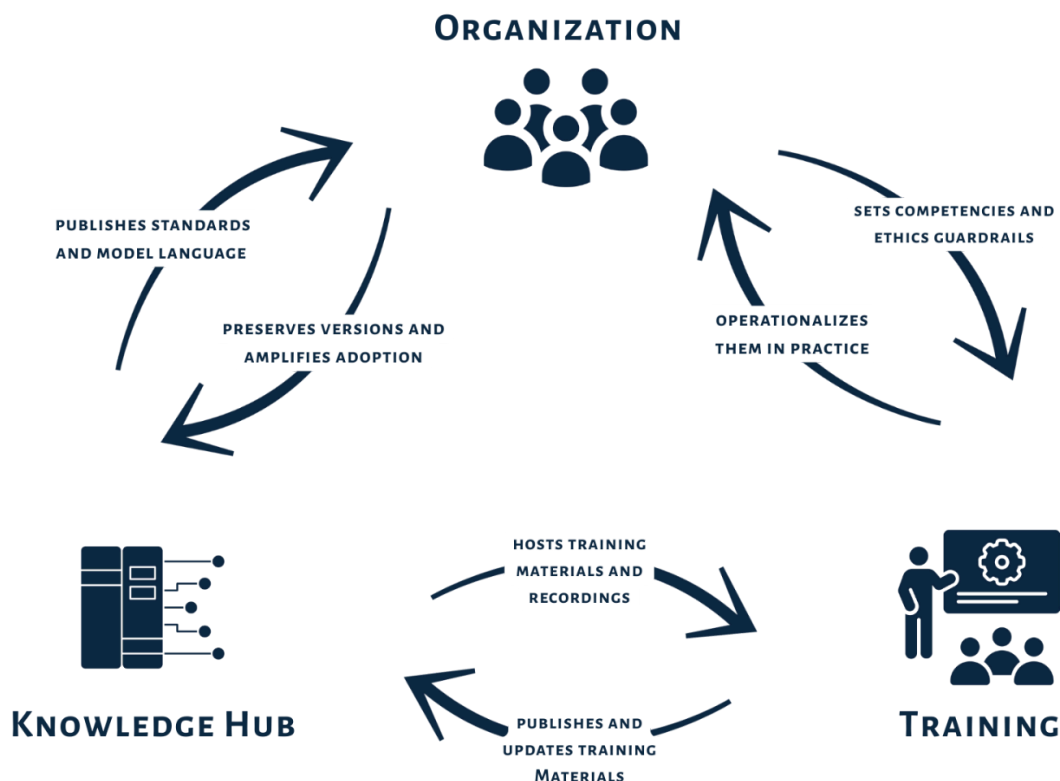 ORGANIZATION
PUBLISHES STANDARDS
AND MODEL LANGUAGE
SETS COMPETENCIES AND
ETHICS GUARDRAILS
PRESERVES VERSIONS AND
AMPLIFIES ADOPTION
OPERATIONALIZES
THEM IN PRACTICE
HOSTS TRAINING
MATERIALS AND
RECORDINGS
KNOWLEDGE HUB
TRAINING
PUBLISHES AND
UPDATES TRAINING
MATERIALS